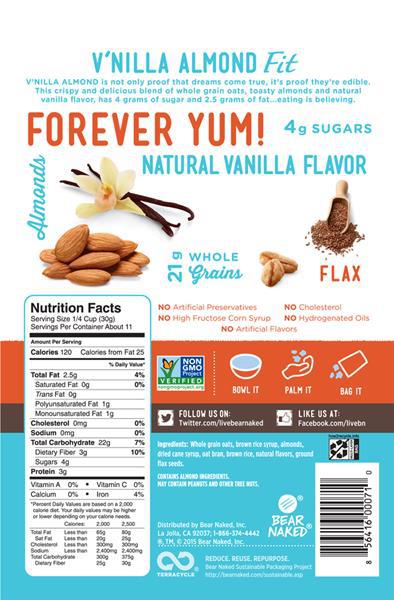 V'NILLA ALMOND Fit
V'NILLA ALMOND is not only proof that dreams come true, it's proof they're edible.
This crispy and delicious blend of whole grain oats, toasty almonds and natural
vanilla flavor, has 4 grams of sugar and 2.5 grams of fat...eating is believing.
FOREVER YUM!
4g SUGARS
NATURAL VANILLA FLAVOR
Almonds
21g WHOLE
Grains
FLAX
NO Artificial Preservatives
NO Cholesterol
NO High Fructose Corn Syrup
NO Hydrogenated Oils
NO Artificial Flavors
Nutrition Facts
Serving Size 1/4 Cup (30g)
Servings Per Container About 11
Amount Per Serving
Calories 120 Calories from Fat 25
% Daily Value*
Total Fat 2.5g 4%
Saturated Fat 0g 0%
Trans Fat 0g
Polyunsaturated Fat 1g
Monounsaturated Fat 1g
Cholesterol 0mg 0%
Sodium 0mg 0%
Total Carbohydrate 22g 7%
Dietary Fiber 3g 10%
Sugars 4g
Protein 3g
Vitamin A 0% • Vitamin C 0%
Calcium 0% • Iron 4%
*Percent Daily Values are based on a 2,000
calorie diet. Your daily values may be higher
or lower depending on your calorie needs.
Calories: 2,000 2,500
Total Fat Less than 65g 80g
Sat Fat Less than 20g 25g
Cholesterol Less than 300mg 300mg
Sodium Less than 2,400mg 2,400mg
Total Carbohydrate 300g 375g
Dietary Fiber 25g 30g
NON
GMO
Project
VERIFIED
nongmoproject.org
BOWL IT
PALM IT
BAG IT
FOLLOW US ON:
Twitter.com/livebearnaked
LIKE US AT:
Facebook.com/livebn
Ingredients: Whole grain oats, brown rice syrup, almonds,
dried cane syrup, oat bran, brown rice, natural flavors, ground
flax seeds.
CONTAINS ALMOND INGREDIENTS.
MAY CONTAIN PEANUTS AND OTHER TREE NUTS.
BEAR
NAKED®
Distributed by Bear Naked, Inc.
La Jolla, CA 92037; 1-866-374-4442
®, TM, © 2015 Bear Naked, Inc.
TERRACYCLE
REDUCE. REUSE. REPURPOSE.
Bear Naked Sustainable Packaging Project
http://bearnaked.com/sustainable.asp
8 56416 00071 0